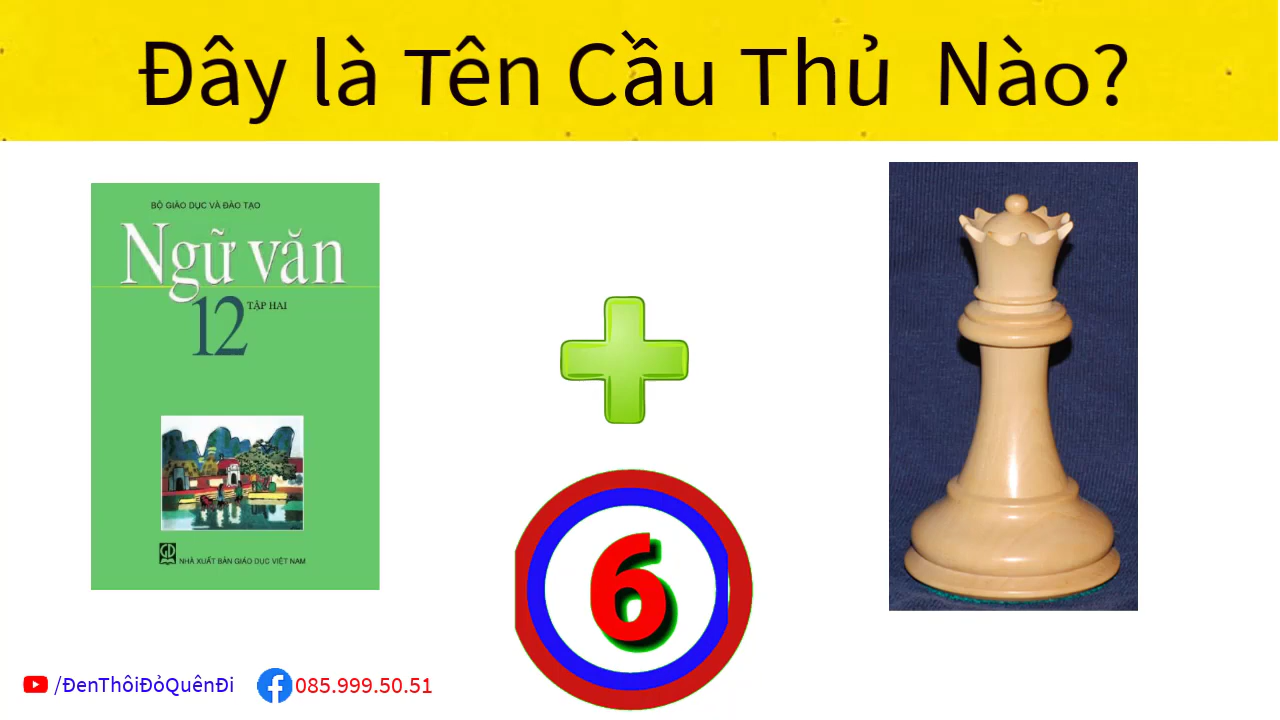 Đây là Tên Cầu Thủ Nào?
BỘ GIÁO DỤC VÀ ĐÀO TẠO
Ngữ văn
12 TẬP HAI
NHÀ XUẤT BẢN GIÁO DỤC VIỆT NAM
6
/ĐenThôiĐỏQuênĐi
085.999.50.51